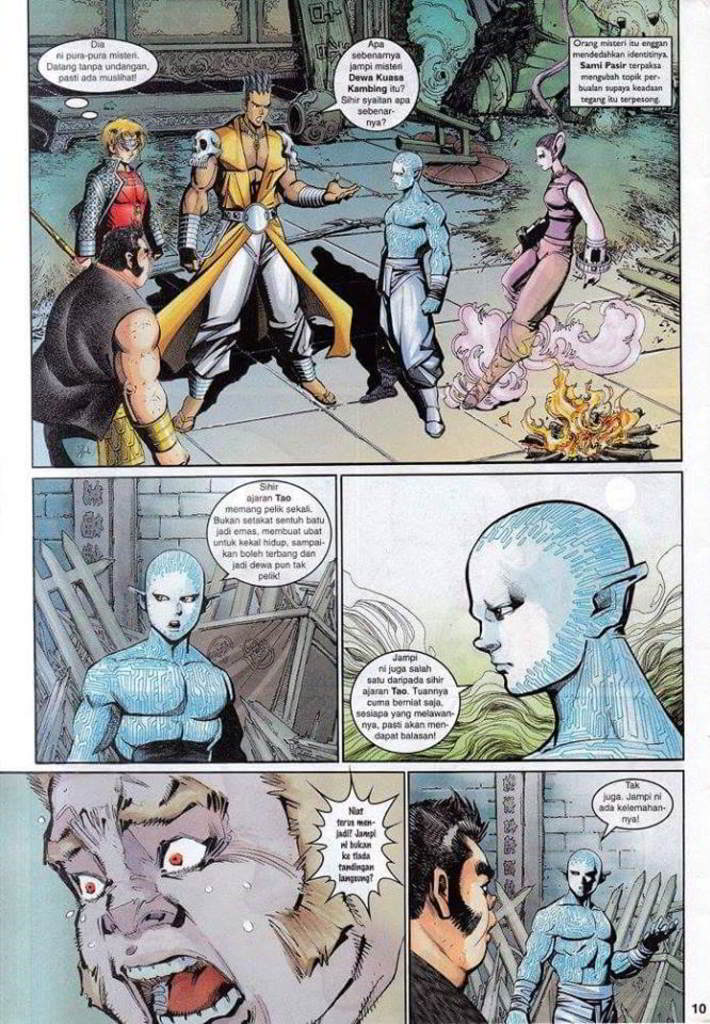 Dia
ni pura-pura misteri.
Datang tanpa undangan,
pasti ada muslihat!
Apa
sebenarnya
jampi misteri
Dewa Kuasa
Kambing itu?
Sihir syaitan apa
sebenar-
nya?
Orang misteri itu enggan
mendedahkan identitinya.
Sami Pasir terpaksa
mengubah topik per-
bualan supaya keadaan
tegang itu terpesong.
Sihir
ajaran Tao
memang pelik sekali.
Bukan setakat sentuh batu
jadi emas, membuat ubat
untuk kekal hidup, sampai-
kan boleh terbang dan
jadi dewa pun tak
pelik!
Jampi
ni juga salah
satu daripada sihir
ajaran Tao. Tuannya
cuma berniat saja,
sesiapa yang melawan-
nya, pasti akan men-
dapat balasan!
Niat
terus men-
jadi? Jampi
ni bukan
ke tiada
tandingan
langsung?
Tak
juga. Jampi ni
ada kelemahan-
nya!
10